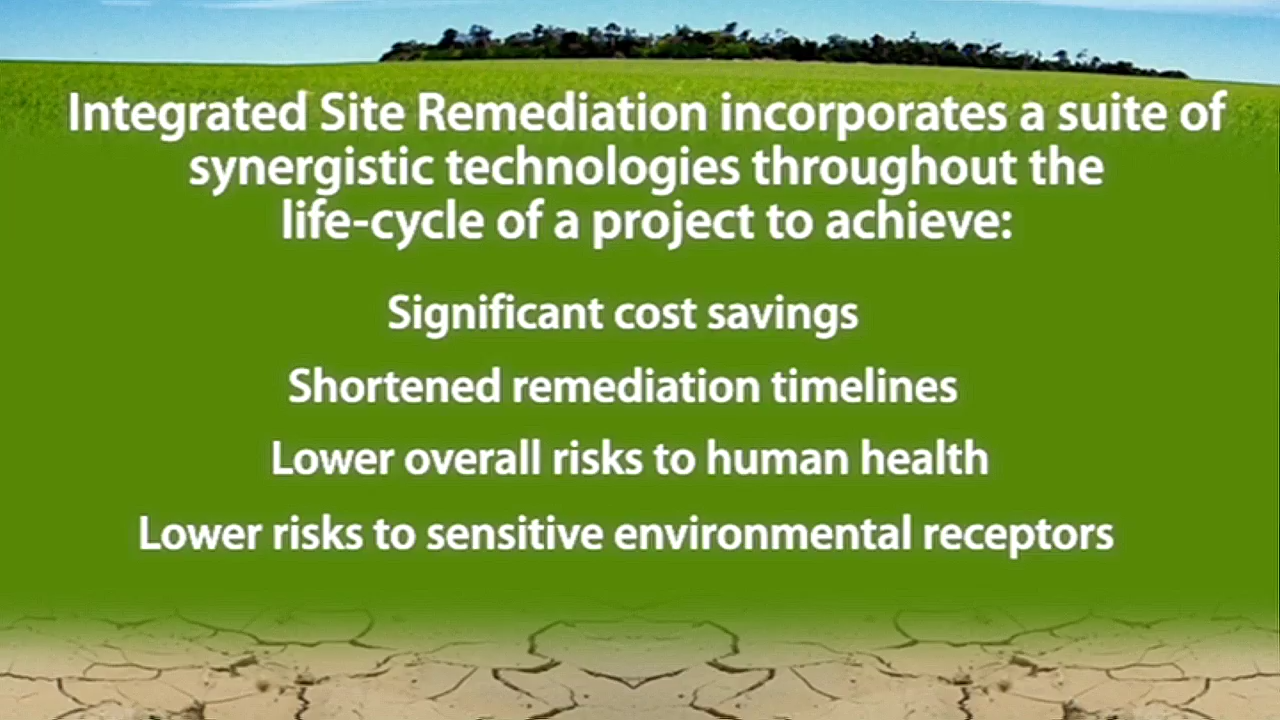 Integrated Site Remediation incorporates a suite of
synergistic technologies throughout the
life-cycle of a project to achieve:
Significant cost savings
Shortened remediation timelines
Lower overall risks to human health
Lower risks to sensitive environmental receptors